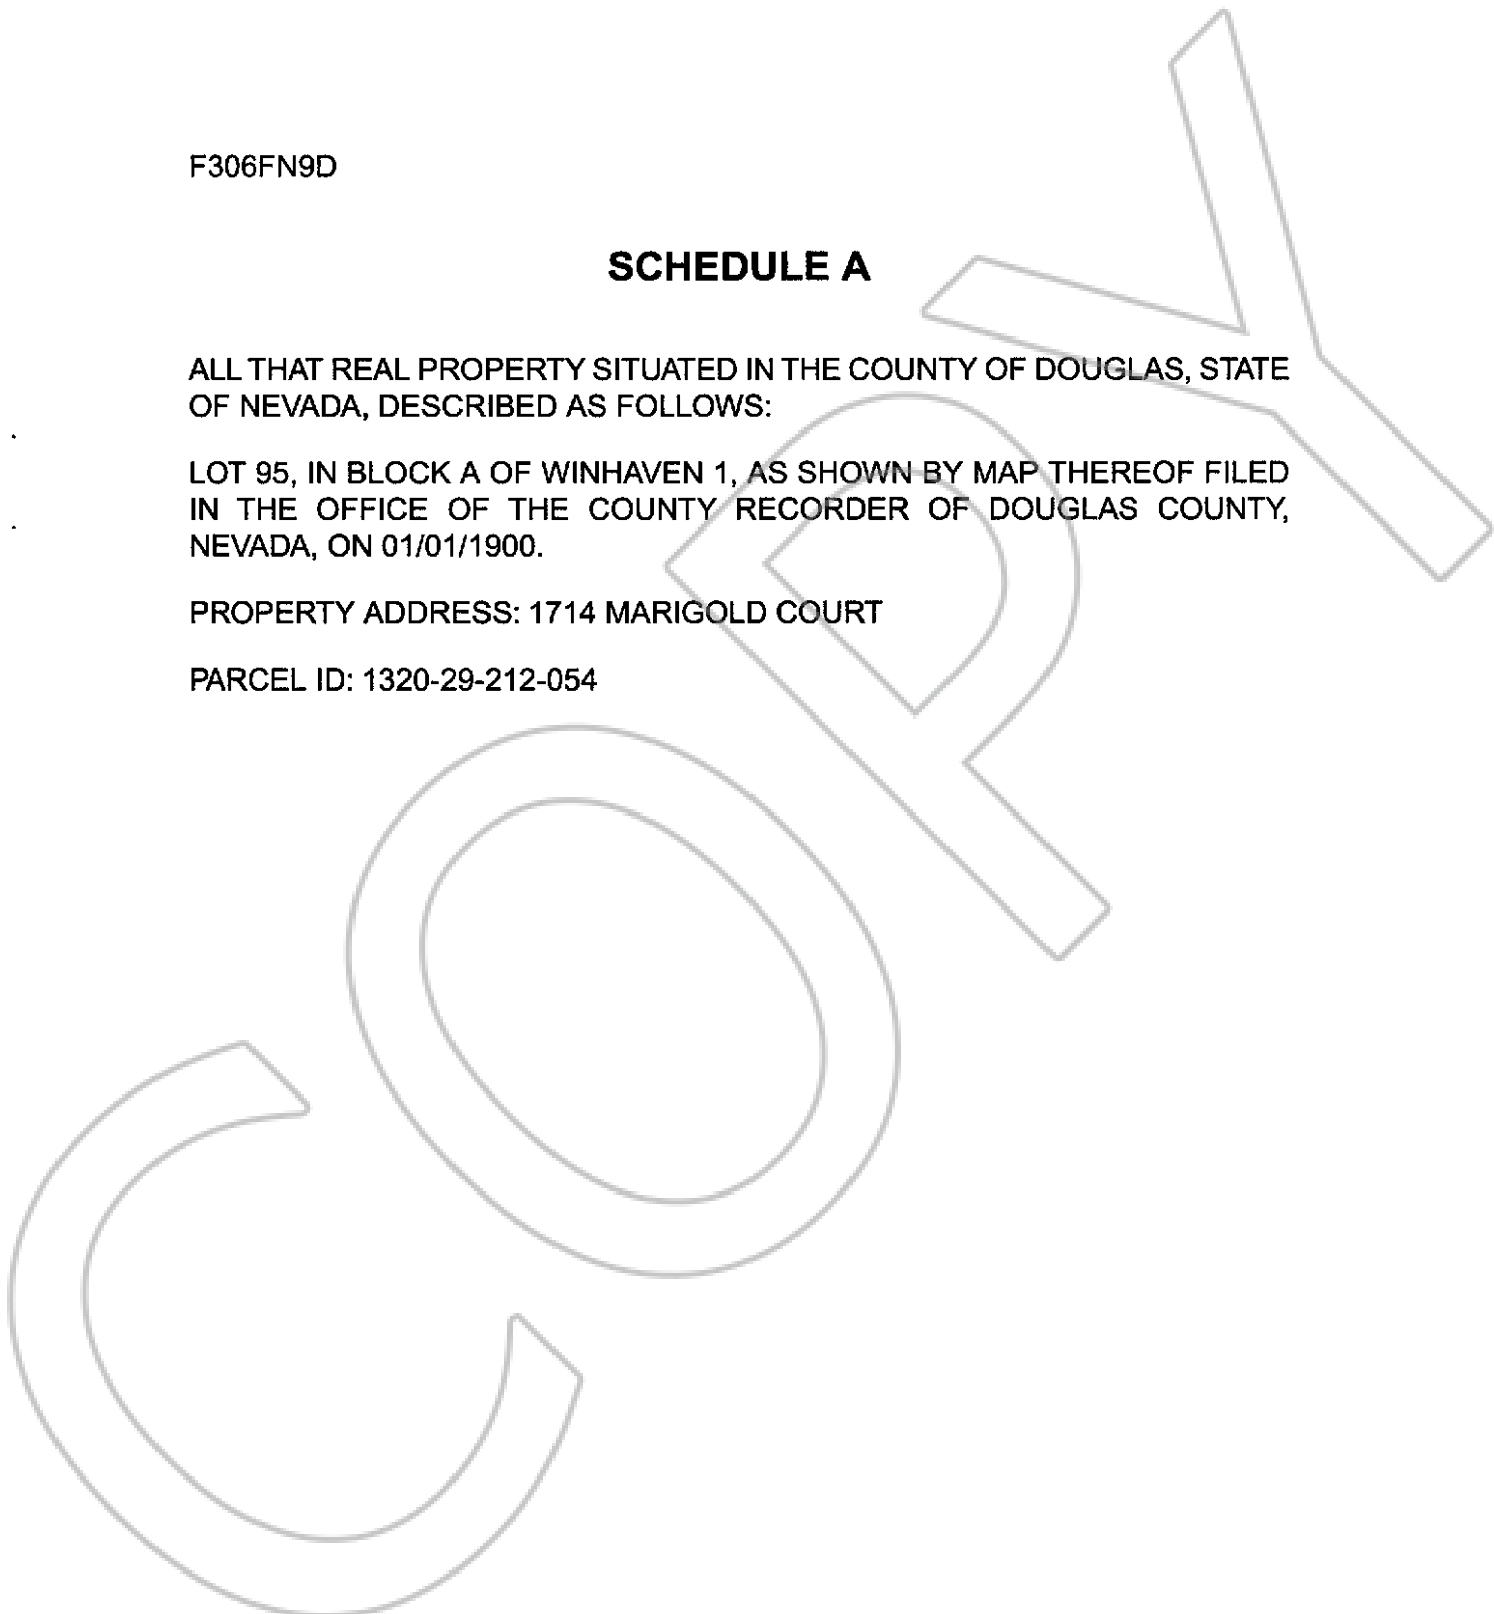 F306FN9D
SCHEDULE A
ALL THAT REAL PROPERTY SITUATED IN THE COUNTY OF DOUGLAS, STATE
OF NEVADA, DESCRIBED AS FOLLOWS:
LOT 95, IN BLOCK A OF WINHAVEN 1, AS SHOWN BY MAP THEREOF FILED
IN THE OFFICE OF THE COUNTY RECORDER OF DOUGLAS COUNTY,
NEVADA, ON 01/01/1900.
PROPERTY ADDRESS: 1714 MARIGOLD COURT
PARCEL ID: 1320-29-212-054
COPY